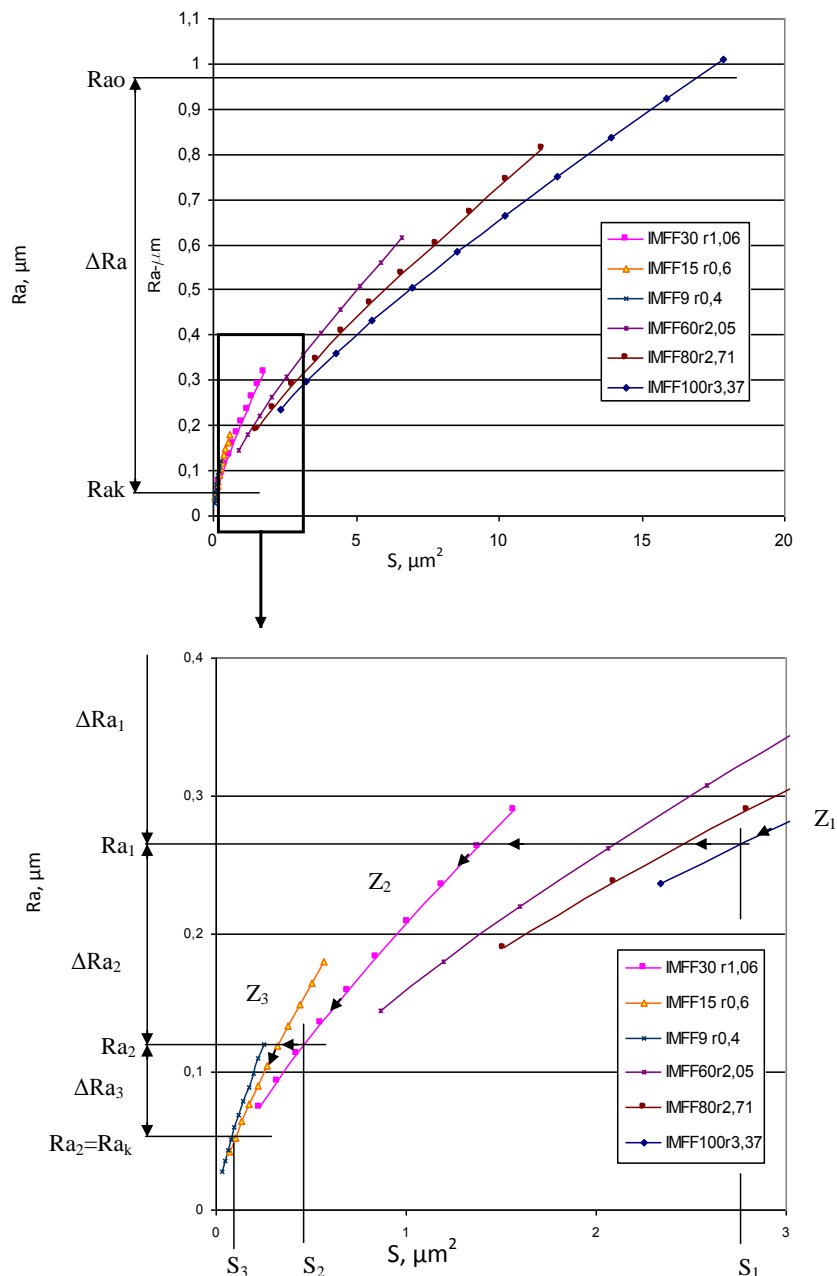 1,1
1
0,9
0,8
0,7
0,6
0,5
0,4
0,3
0,2
0,1
0
Rao
ΔRa
Rak
Ra, μm
Ra-μm
IMFF30 r1,06
IMFF15 r0,6
IMFF9 r0,4
IMFF60r2,05
IMFF80r2,71
IMFF100r3,37
0 5 10 15 20
S, μm²
0,4
0,3
0,2
0,1
0
ΔRa₁
Ra₁
ΔRa₂
Ra₂
ΔRa₃
Ra₂=Raₖ
Ra, μm
Z₁
Z₂
Z₃
IMFF30 r1,06
IMFF15 r0,6
IMFF9 r0,4
IMFF60r2,05
IMFF80r2,71
IMFF100r3,37
0 1 2 3
S₃ S₂ S, μm² S₁